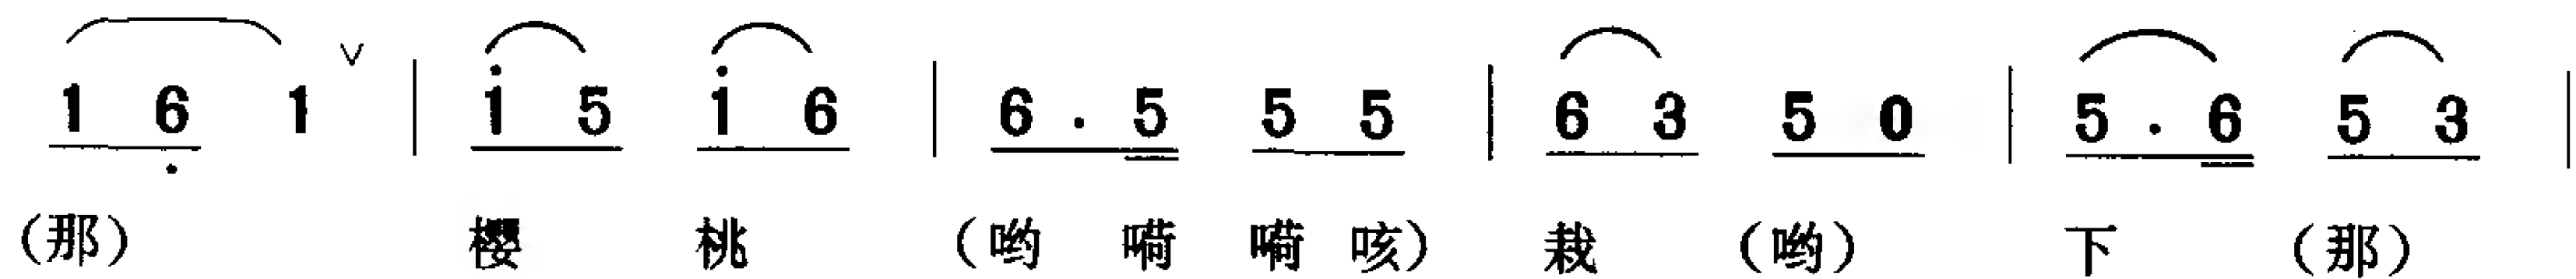 1 6̣ 1 ∨ | i 5 i 6 | 6 . 5 5 5 | 6 3 5 0 | 5 . 6 5 3 |
(那) 樱 桃 (哟 嗬 嗬 咳) 栽 (哟) 下 (那)